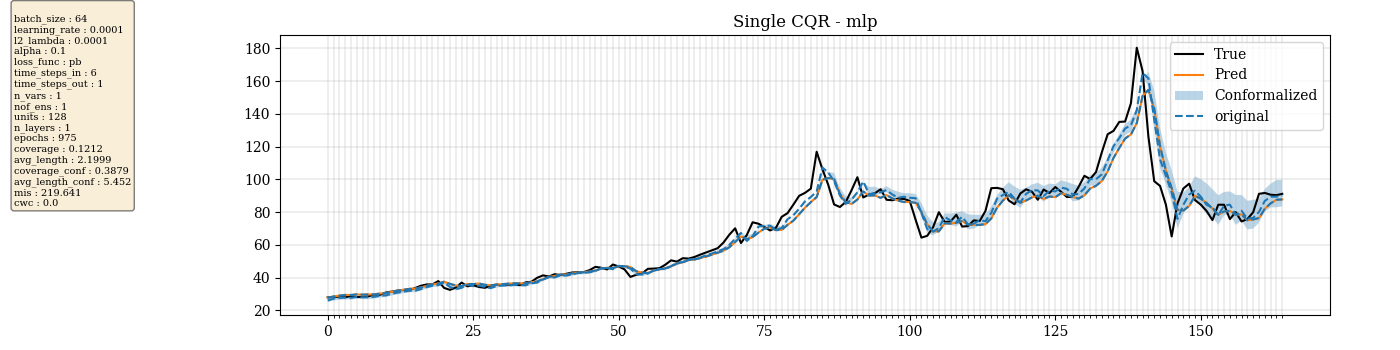 batch_size : 64
learning_rate : 0.0001
l2_lambda : 0.0001
alpha : 0.1
loss_func : pb
time_steps_in : 6
time_steps_out : 1
n_vars : 1
nof_ens : 1
units : 128
n_layers : 1
epochs : 975
coverage : 0.1212
avg_length : 2.1999
coverage_conf : 0.3879
avg_length_conf : 5.452
mis : 219.641
cwc : 0.0
Single CQR - mlp
180
160
140
120
100
80
60
40
20
True
Pred
Conformalized
original
0 25 50 75 100 125 150